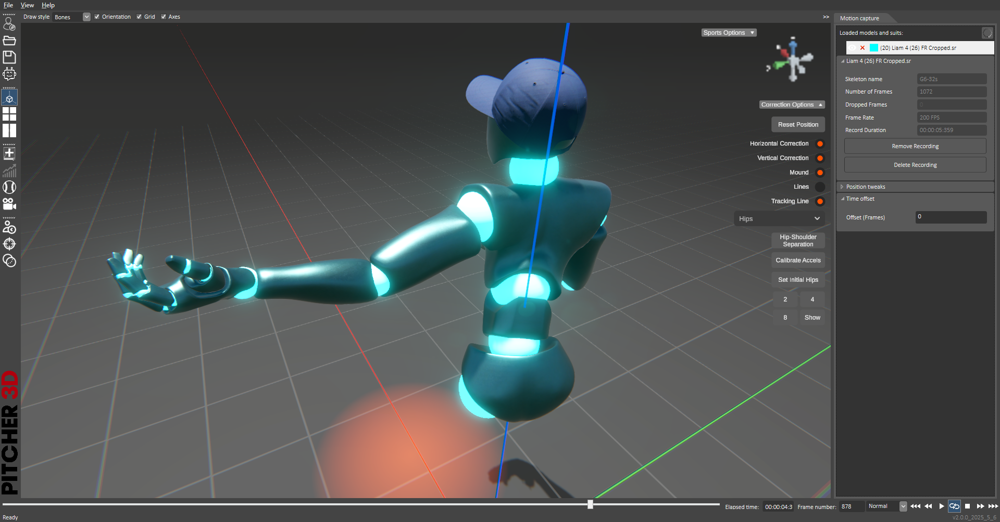 File View Help
Draw style Bones Orientation Grid Axes >>
Sports Options
Correction Options
Reset Position
Horizontal Correction
Vertical Correction
Mound
Lines
Tracking Line
Hips
Hip-Shoulder
Separation
Calibrate Accels
Set Initial Hips
2 4
8 Show
Motion capture
Loaded models and suits:
(20) Liam 4 (26) FR Cropped.sr
Liam 4 (26) FR Cropped.sr
Skeleton name G6-32s
Number of Frames 1072
Dropped Frames 0
Frame Rate 200 FPS
Record Duration 00:00:05:359
Remove Recording
Delete Recording
Position tweaks
Time offset
Offset (Frames) 0
PITCHER 3D
Elapsed time: 00:00:04:3 Frame number: 878 Normal
Ready
v2.0.0_2025_5_6